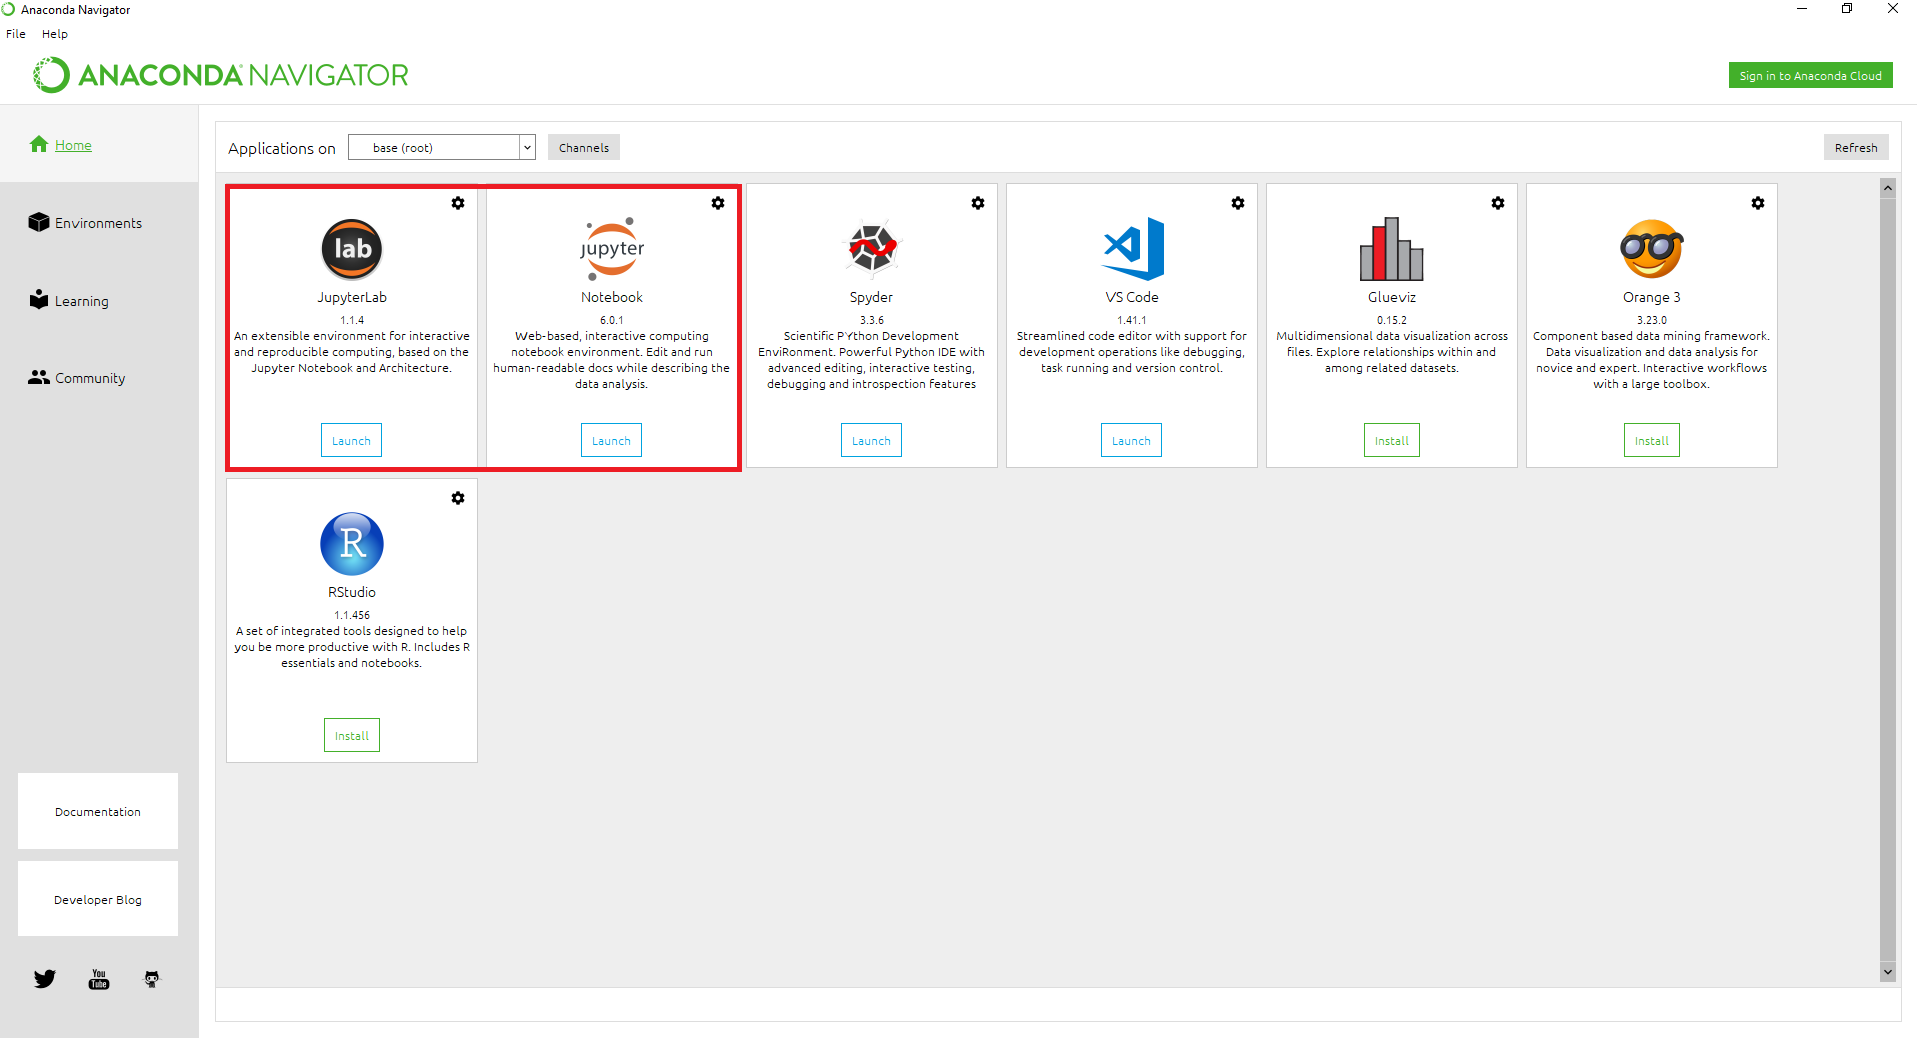 Anaconda Navigator
File Help
ANACONDA NAVIGATOR
Sign in to Anaconda Cloud
Home
Environments
Learning
Community
Documentation
Developer Blog
You
Tube
Applications on
base (root)
Channels
Refresh
lab
JupyterLab
1.1.4
An extensible environment for interactive
and reproducible computing, based on the
Jupyter Notebook and Architecture.
Launch
jupyter
Notebook
6.0.1
Web-based, interactive computing
notebook environment. Edit and run
human-readable docs while describing the
data analysis.
Launch
Spyder
3.3.6
Scientific PYthon Development
EnviRonment. Powerful Python IDE with
advanced editing, interactive testing,
debugging and introspection features
Launch
VS Code
1.41.1
Streamlined code editor with support for
development operations like debugging,
task running and version control.
Launch
Glueviz
0.15.2
Multidimensional data visualization across
files. Explore relationships within and
among related datasets.
Install
Orange 3
3.23.0
Component based data mining framework.
Data visualization and data analysis for
novice and expert. Interactive workflows
with a large toolbox.
Install
R
RStudio
1.1.456
A set of integrated tools designed to help
you be more productive with R. Includes R
essentials and notebooks.
Install